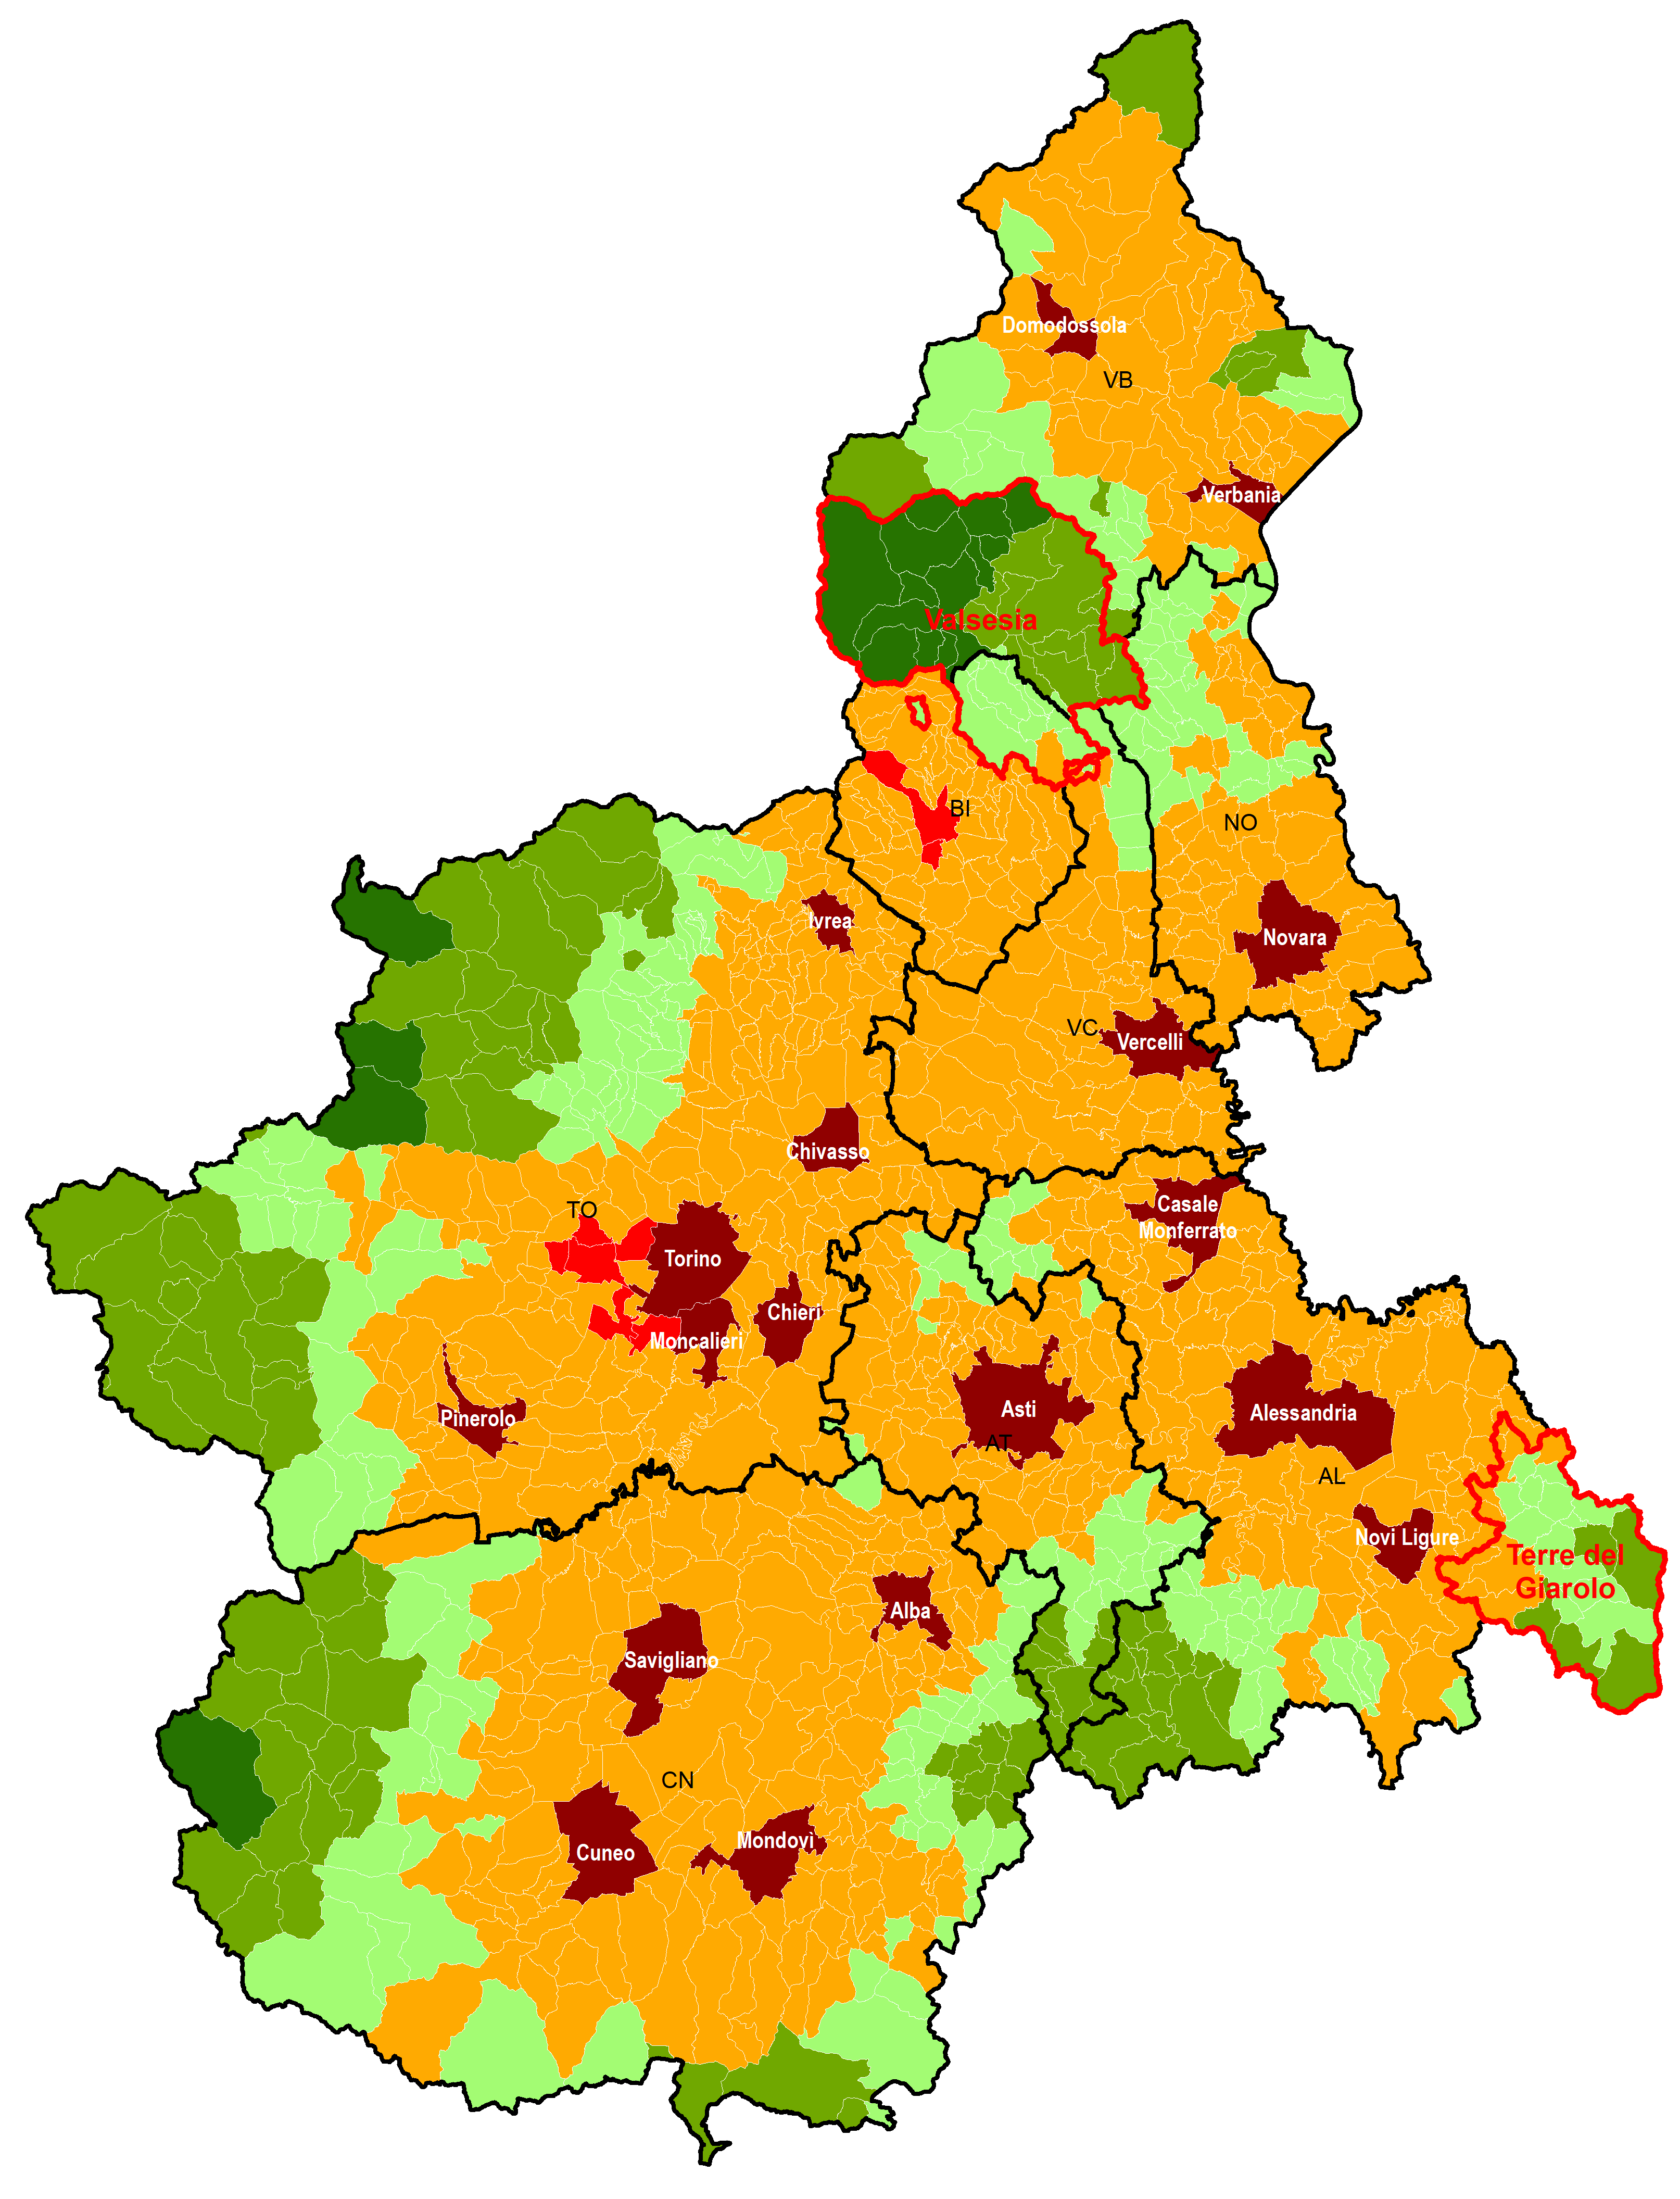 Domodossola
VB
Verbania
Valsesia
BI
NO
Ivrea
Novara
VC
Vercelli
Chivasso
TO
Casale
Monferrato
Torino
Chieri
Moncalieri
Pinerolo
Asti
AT
Alessandria
AL
Novi Ligure
Terre del
Giarolo
Alba
Savigliano
CN
Mondovì
Cuneo